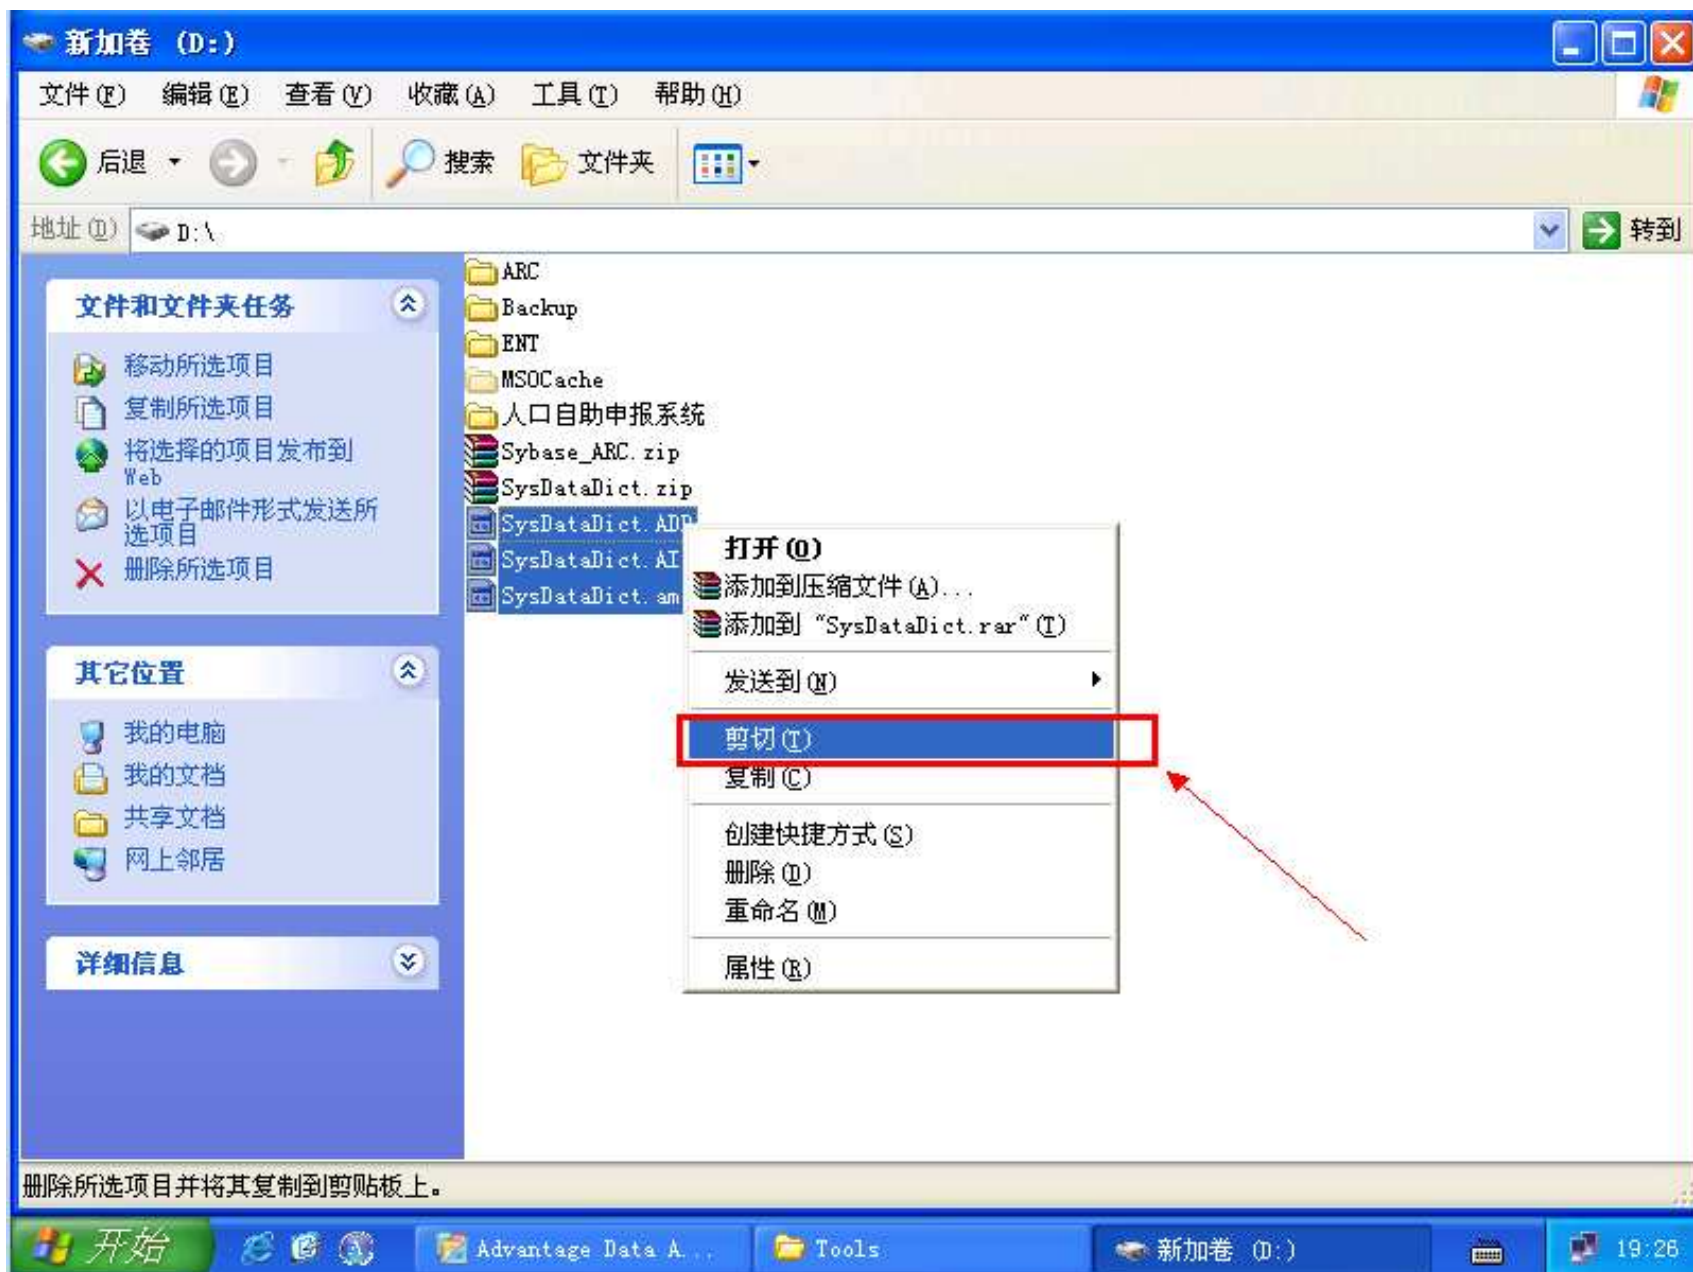 新加卷 (D:)
文件(F) 编辑(E) 查看(V) 收藏(A) 工具(T) 帮助(H)
后退 搜索 文件夹
地址(D) D:\ 转到
文件和文件夹任务
移动所选项目
复制所选项目
将选择的项目发布到
Web
以电子邮件形式发送所
选项目
删除所选项目
其它位置
我的电脑
我的文档
共享文档
网上邻居
详细信息
ARC
Backup
ENT
MSOCache
人口自助申报系统
Sybase_ARC.zip
SysDataDict.zip
SysDataDict.ADD
SysDataDict.AI
SysDataDict.am
打开(O)
添加到压缩文件(A)...
添加到 "SysDataDict.rar"(T)
发送到(N)
剪切(T)
复制(C)
创建快捷方式(S)
删除(D)
重命名(M)
属性(R)
删除所选项目并将其复制到剪贴板上。
开始 Advantage Data A... Tools 新加卷 (D:) 19:26